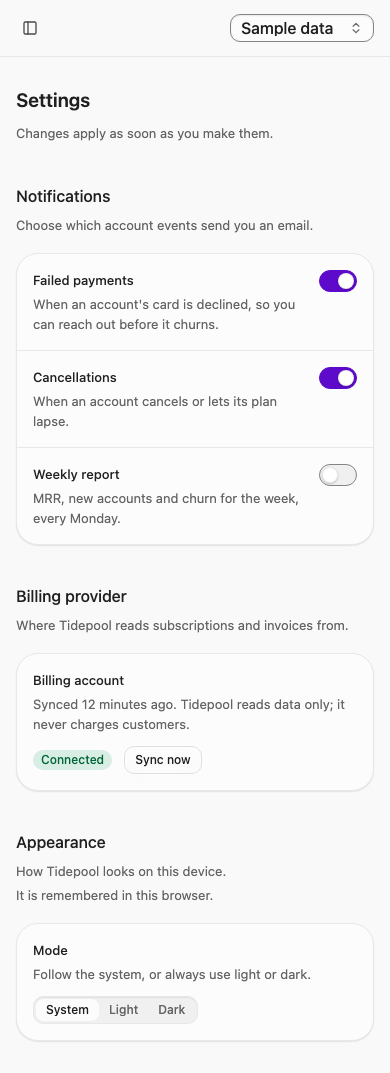 Sample data
Settings
Changes apply as soon as you make them.
Notifications
Choose which account events send you an email.
Failed payments
When an account's card is declined, so you
can reach out before it churns.
Cancellations
When an account cancels or lets its plan
lapse.
Weekly report
MRR, new accounts and churn for the week,
every Monday.
Billing provider
Where Tidepool reads subscriptions and invoices from.
Billing account
Synced 12 minutes ago. Tidepool reads data only; it
never charges customers.
Connected Sync now
Appearance
How Tidepool looks on this device.
It is remembered in this browser.
Mode
Follow the system, or always use light or dark.
System Light Dark